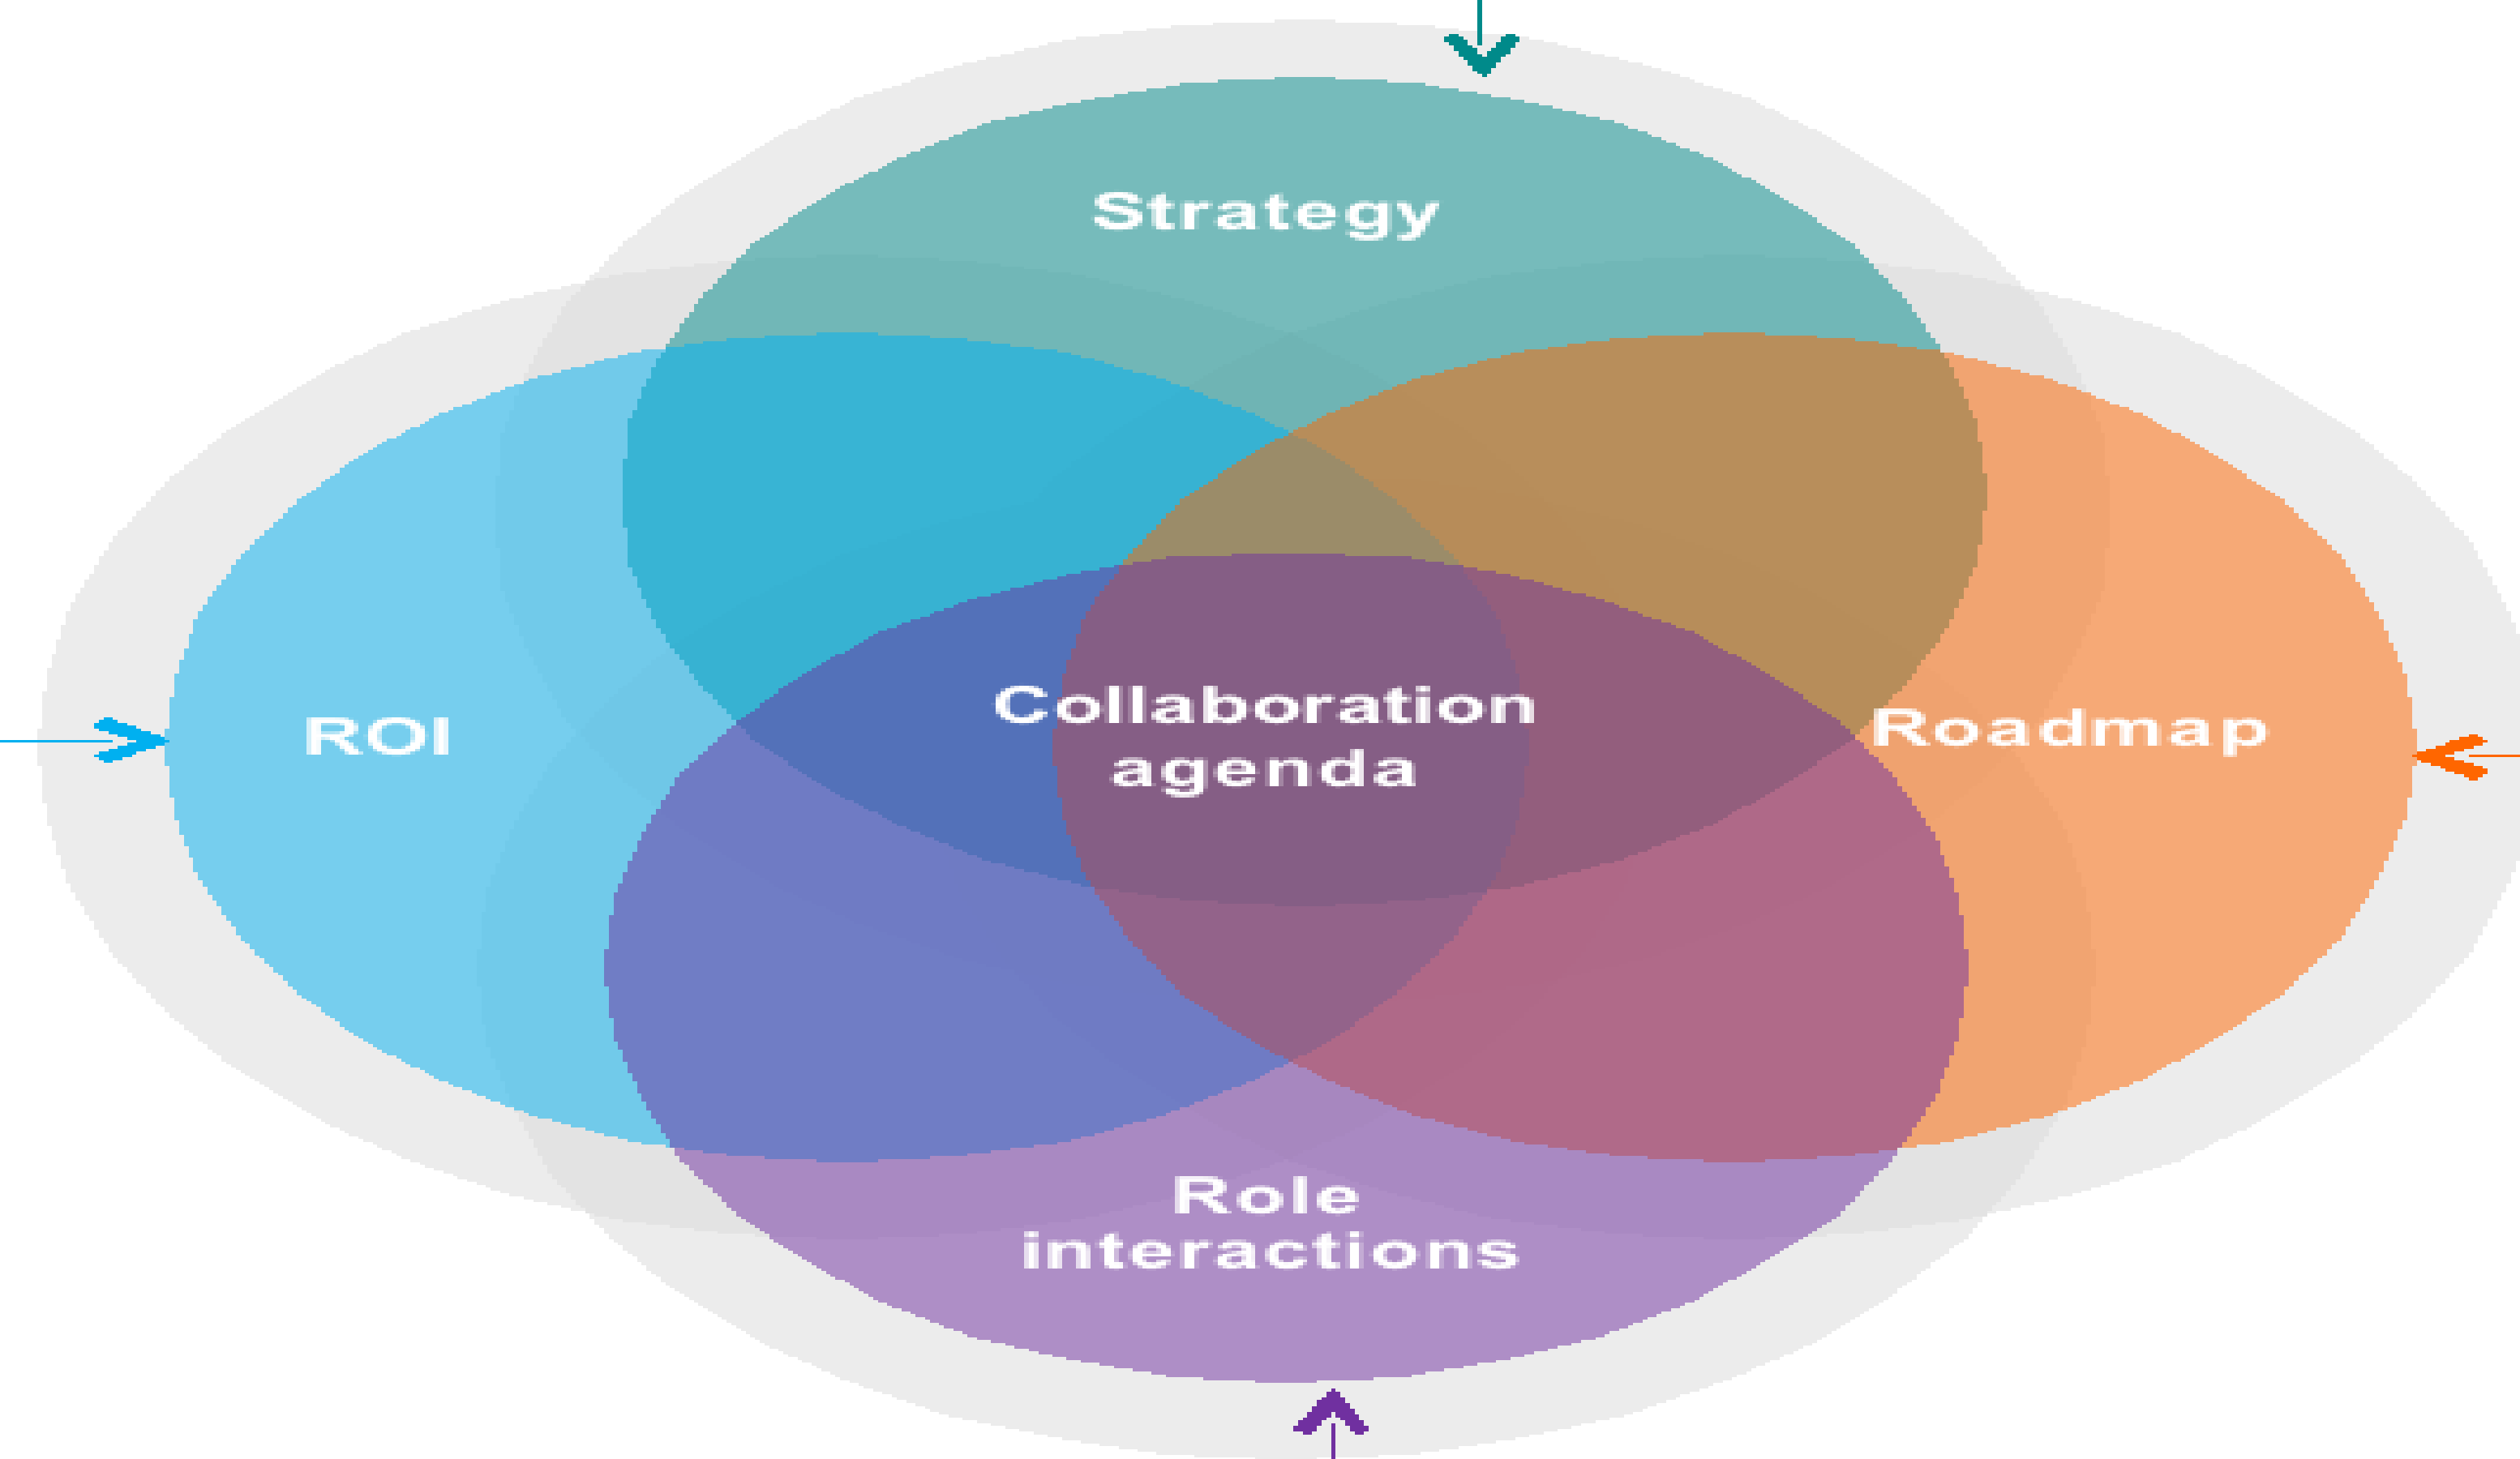 Strategy
ROI
Collaboration
agenda
Roadmap
Role
interactions